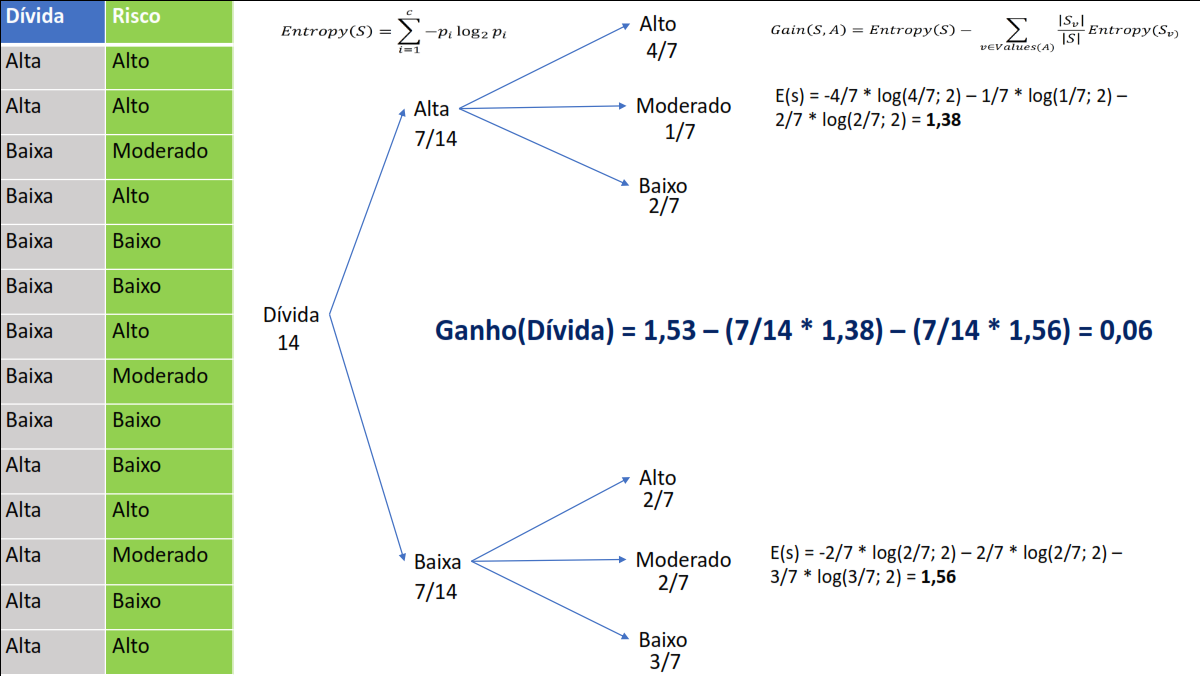 Dívida Risco
Alta Alto
Alta Alto
Baixa Moderado
Baixa Alto
Baixa Baixo
Baixa Baixo
Baixa Alto
Baixa Moderado
Baixa Baixo
Alta Baixo
Alta Alto
Alta Moderado
Alta Baixo
Alta Alto
Entropy(S) = ∑_{i=1}^{c} −p_i log_2 p_i
Gain(S, A) = Entropy(S) − ∑_{v∈Values(A)} |S_v|/|S| Entropy(S_v)
Dívida
14
Alta
7/14
Alto
4/7
Moderado
1/7
Baixo
2/7
E(s) = -4/7 * log(4/7; 2) – 1/7 * log(1/7; 2) –
2/7 * log(2/7; 2) = 1,38
Ganho(Dívida) = 1,53 – (7/14 * 1,38) – (7/14 * 1,56) = 0,06
Baixa
7/14
Alto
2/7
Moderado
2/7
Baixo
3/7
E(s) = -2/7 * log(2/7; 2) – 2/7 * log(2/7; 2) –
3/7 * log(3/7; 2) = 1,56